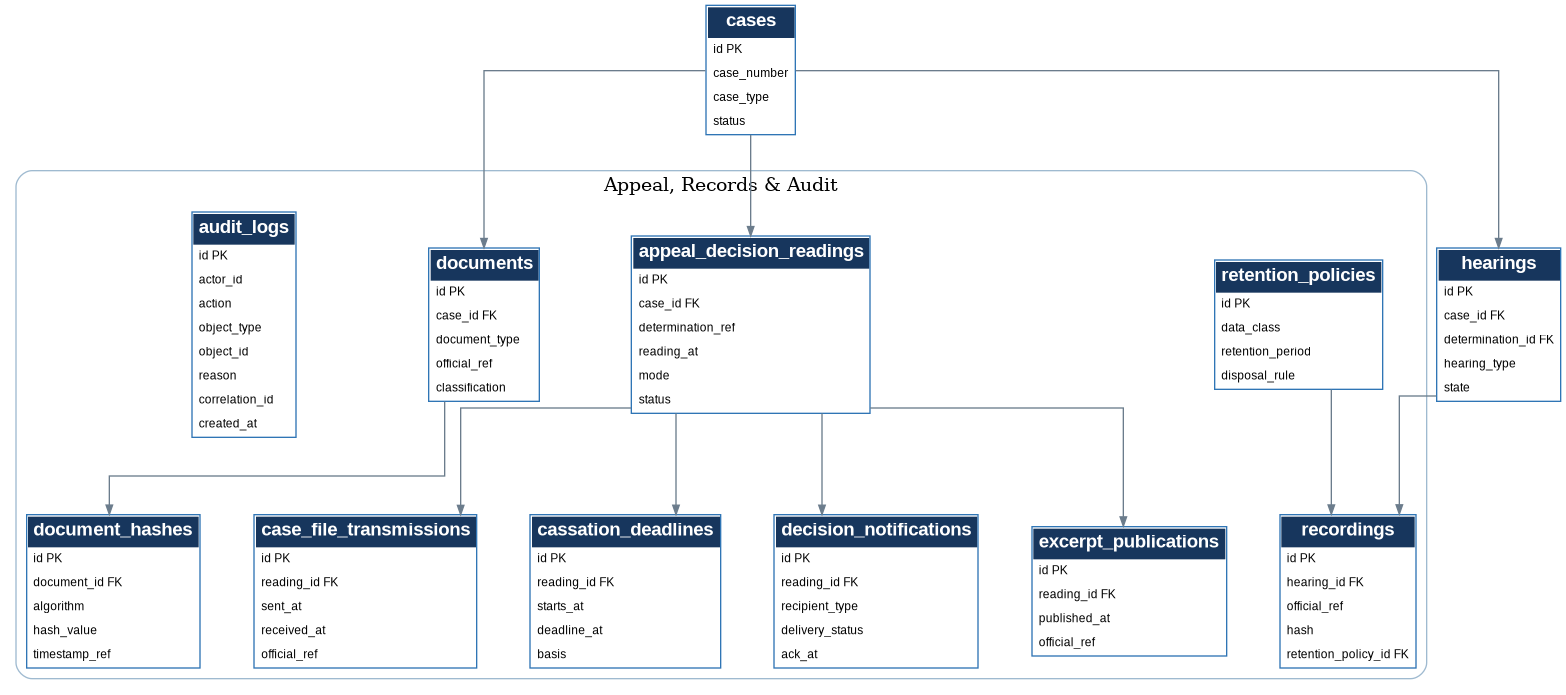 cases
id PK
case_number
case_type
status
Appeal, Records & Audit
audit_logs
id PK
actor_id
action
object_type
object_id
reason
correlation_id
created_at
documents
id PK
case_id FK
document_type
official_ref
classification
appeal_decision_readings
id PK
case_id FK
determination_ref
reading_at
mode
status
retention_policies
id PK
data_class
retention_period
disposal_rule
hearings
id PK
case_id FK
determination_id FK
hearing_type
state
document_hashes
id PK
document_id FK
algorithm
hash_value
timestamp_ref
case_file_transmissions
id PK
reading_id FK
sent_at
received_at
official_ref
cassation_deadlines
id PK
reading_id FK
starts_at
deadline_at
basis
decision_notifications
id PK
reading_id FK
recipient_type
delivery_status
ack_at
excerpt_publications
id PK
reading_id FK
published_at
official_ref
recordings
id PK
hearing_id FK
official_ref
hash
retention_policy_id FK